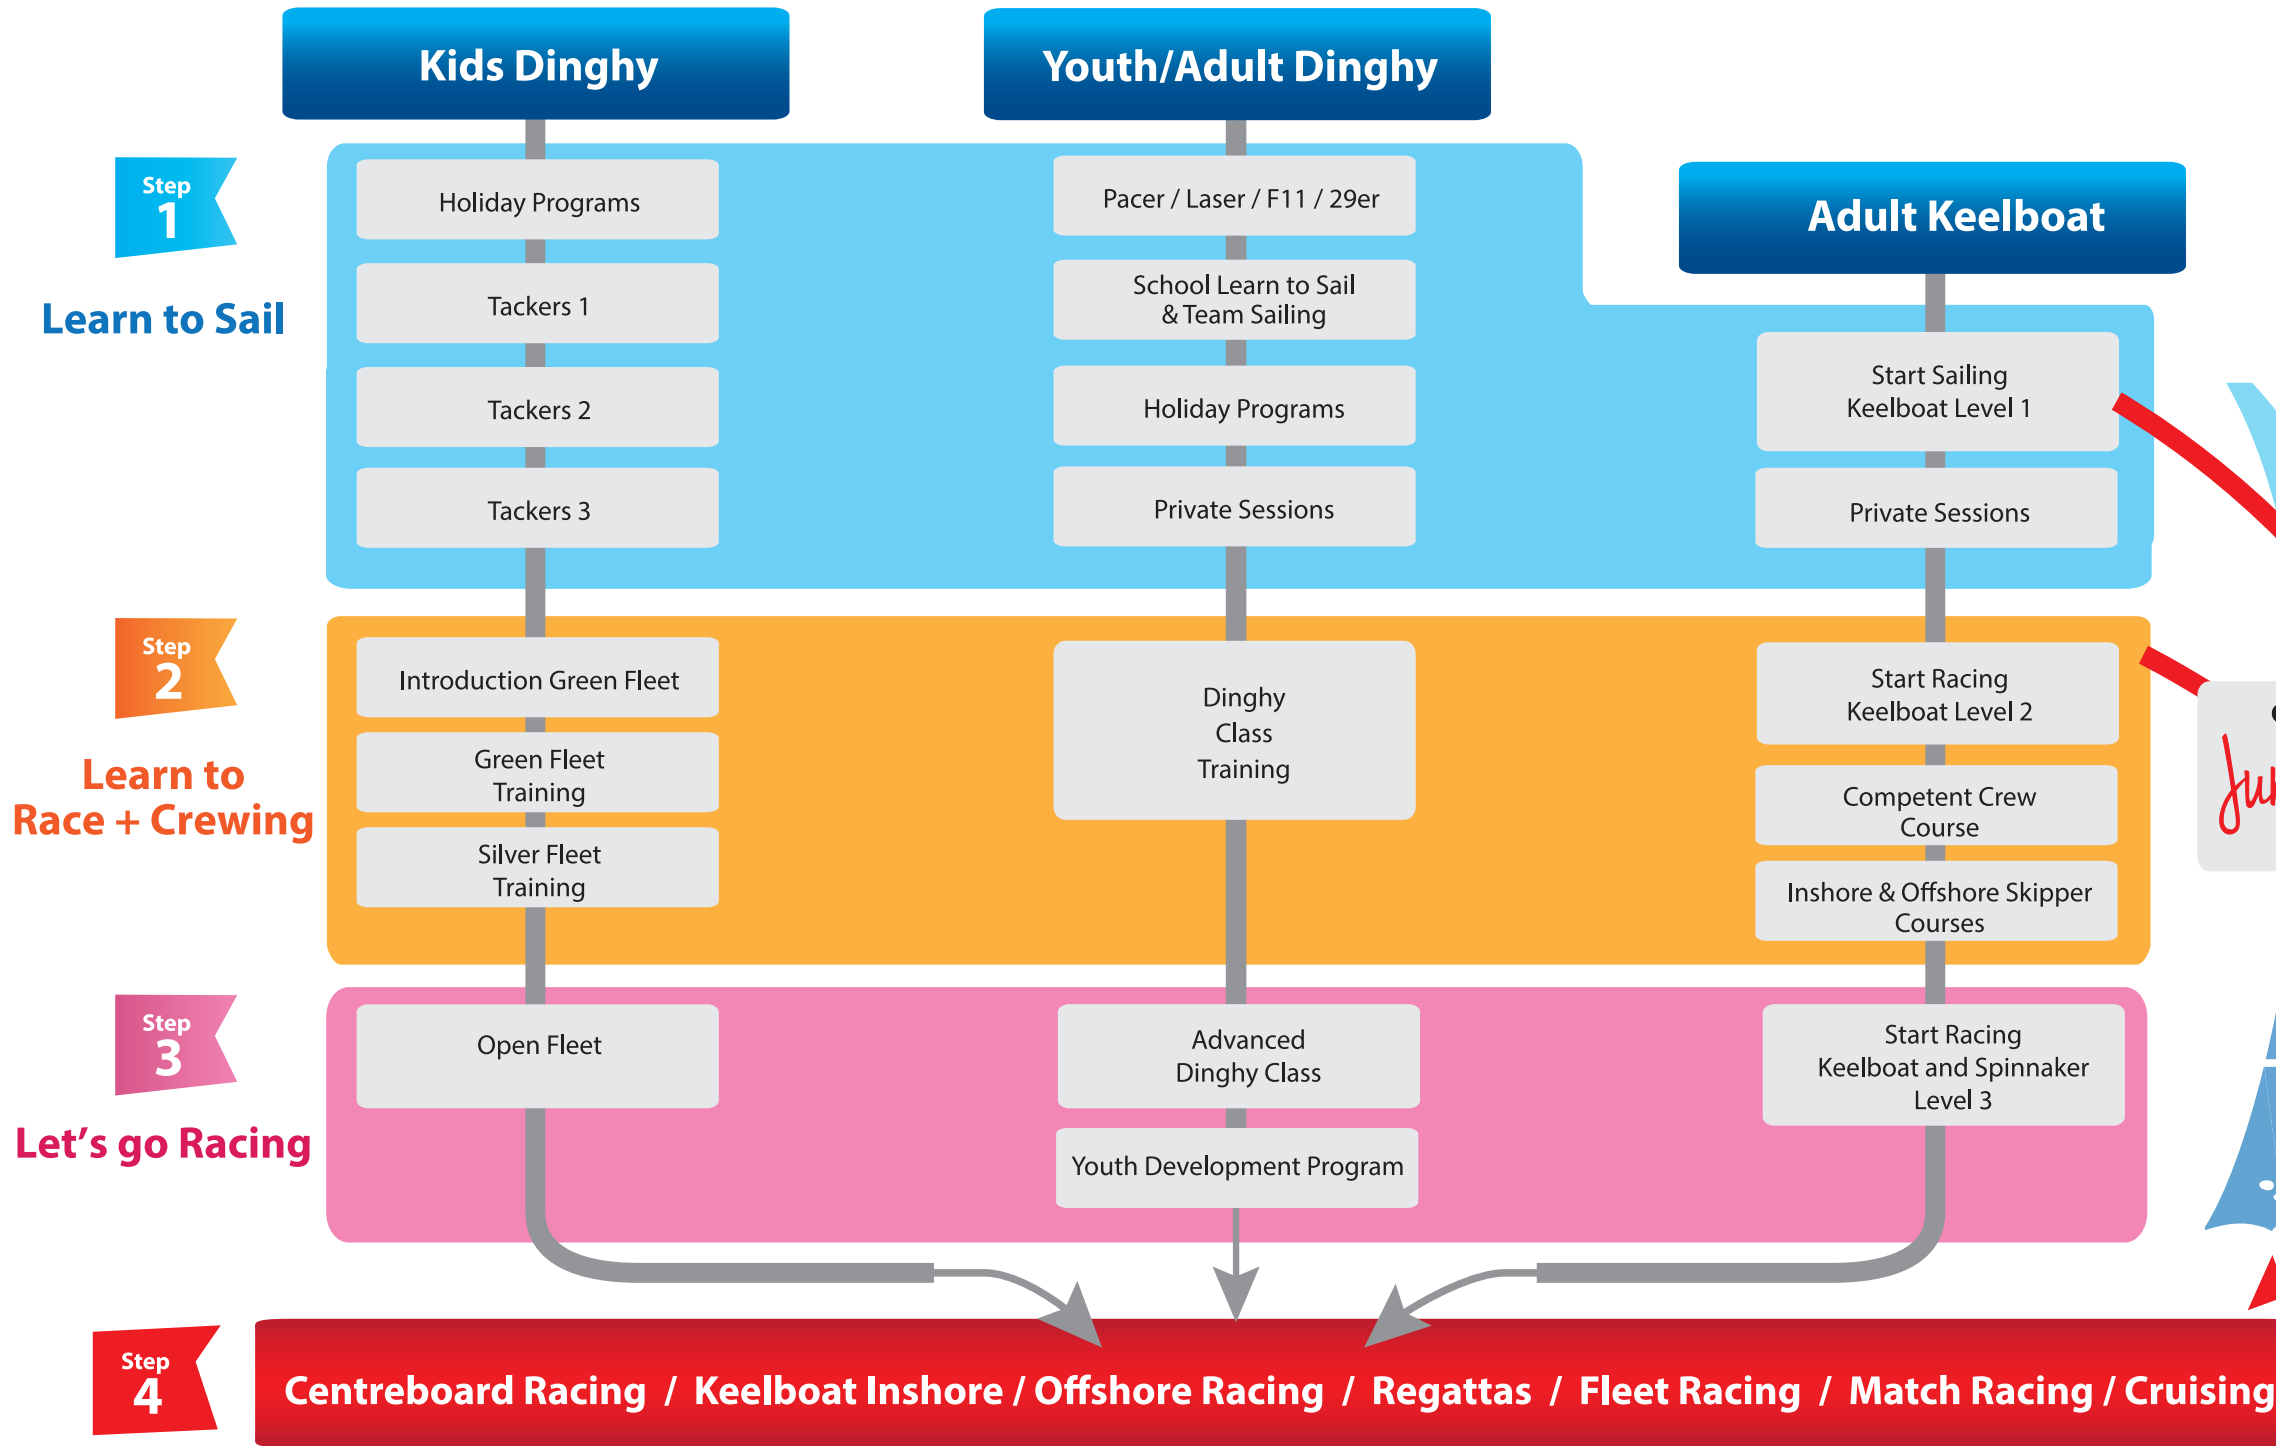 Kids Dinghy
Youth/Adult Dinghy
Adult Keelboat
Step
1
Learn to Sail
Holiday Programs
Tackers 1
Tackers 2
Tackers 3
Pacer / Laser / F11 / 29er
School Learn to Sail
& Team Sailing
Holiday Programs
Private Sessions
Start Sailing
Keelboat Level 1
Private Sessions
Step
2
Learn to
Race + Crewing
Introduction Green Fleet
Green Fleet
Training
Silver Fleet
Training
Dinghy
Class
Training
Start Racing
Keelboat Level 2
Competent Crew
Course
Inshore & Offshore Skipper
Courses
Step
3
Let's go Racing
Open Fleet
Advanced
Dinghy Class
Youth Development Program
Start Racing
Keelboat and Spinnaker
Level 3
Step
4
Centreboard Racing / Keelboat Inshore / Offshore Racing / Regattas / Fleet Racing / Match Racing / Cruising